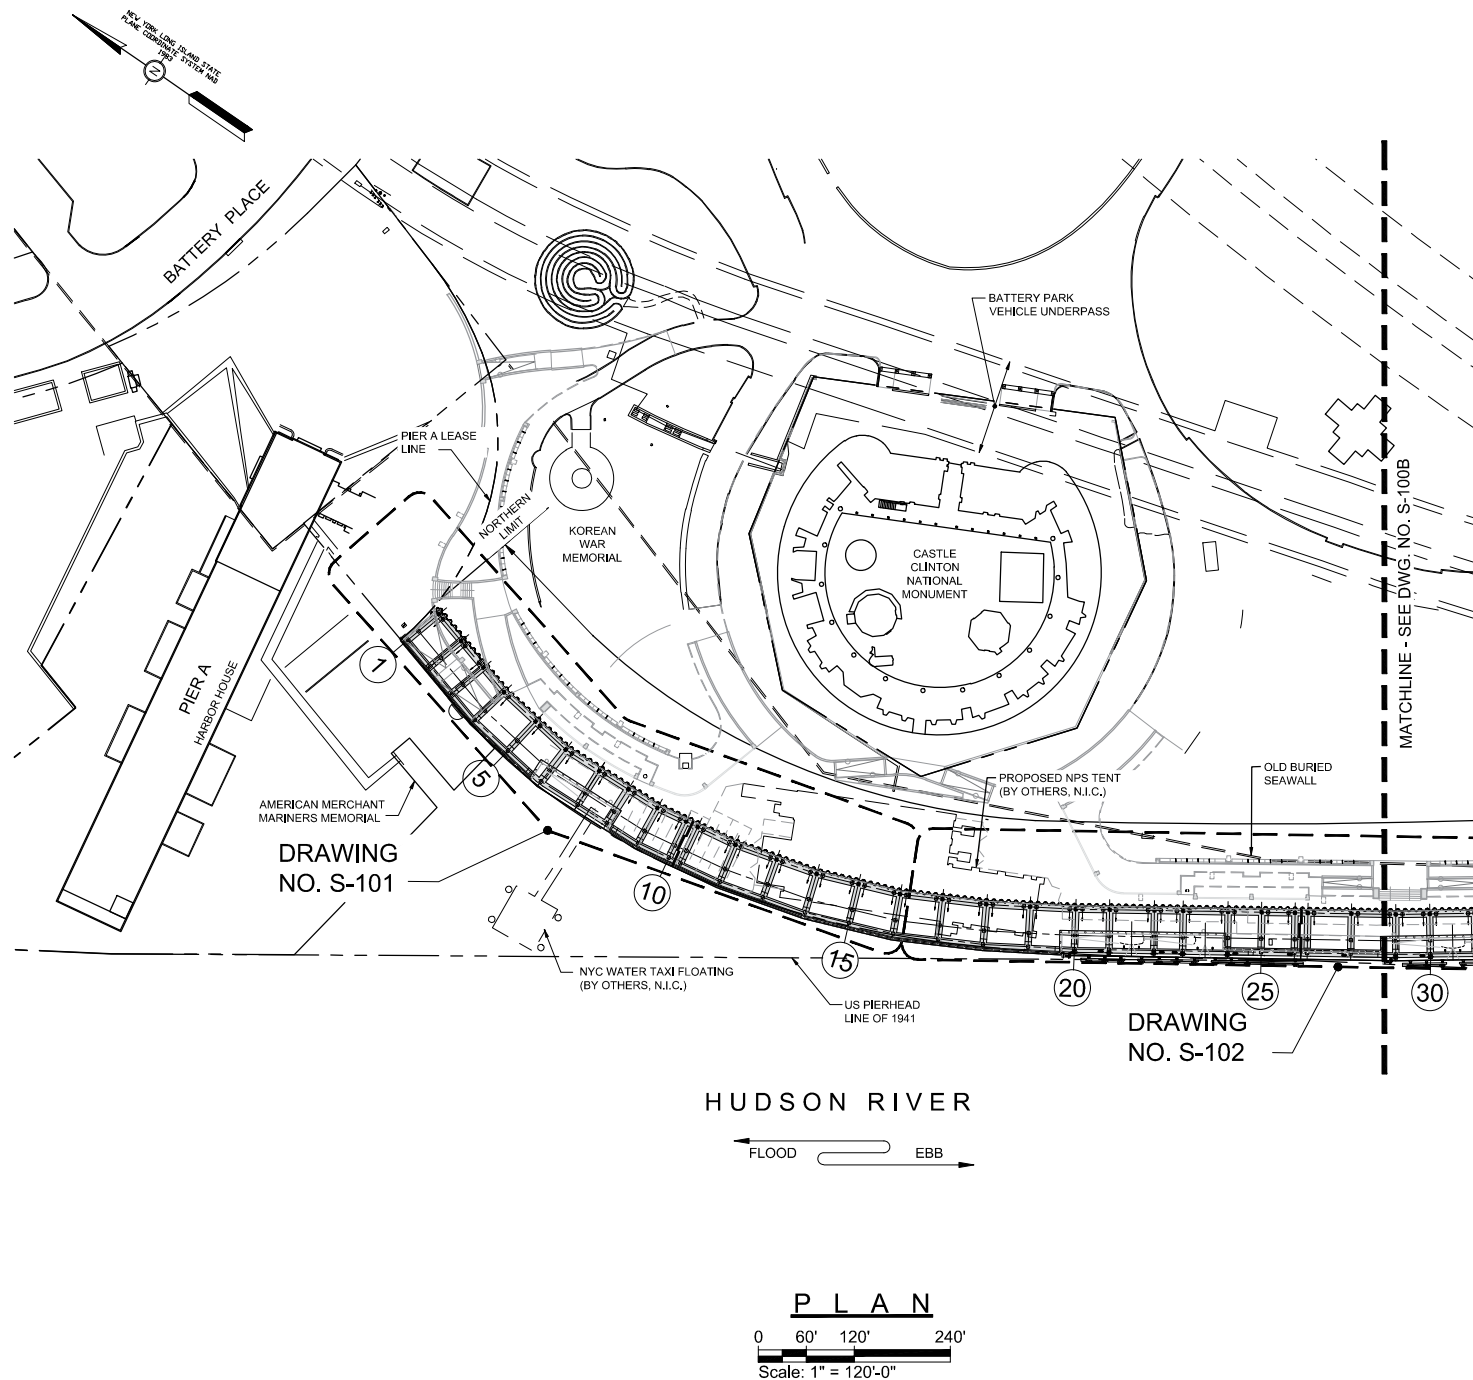 NEW YORK LONG ISLAND STATE
PLANE COORDINATE SYSTEM NAD
1983
N
BATTERY PLACE
BATTERY PARK
VEHICLE UNDERPASS
PIER A LEASE
LINE
NORTHERN
LIMIT
KOREAN
WAR
MEMORIAL
CASTLE
CLINTON
NATIONAL
MONUMENT
MATCHLINE - SEE DWG. NO. S-100B
PIER A
HARBOR HOUSE
1
5
10
15
20
25
30
AMERICAN MERCHANT
MARINERS MEMORIAL
PROPOSED NPS TENT
(BY OTHERS, N.I.C.)
OLD BURIED
SEAWALL
DRAWING
NO. S-101
NYC WATER TAXI FLOATING
(BY OTHERS, N.I.C.)
US PIERHEAD
LINE OF 1941
DRAWING
NO. S-102
HUDSON RIVER
FLOOD EBB
PLAN
0 60' 120' 240'
Scale: 1" = 120'-0"